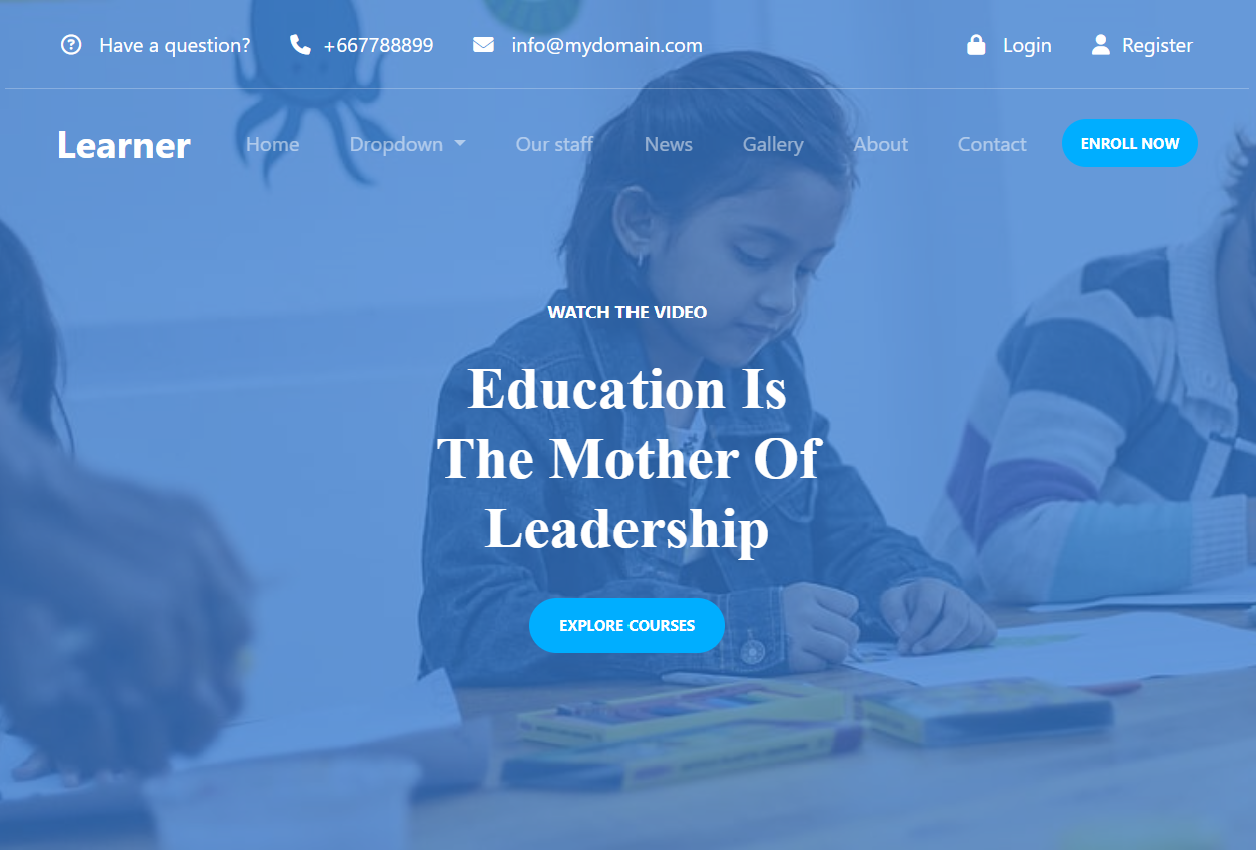 Have a question? +667788899 info@mydomain.com Login Register
Learner Home Dropdown Our staff News Gallery About Contact ENROLL NOW
WATCH THE VIDEO
Education Is
The Mother Of
Leadership
EXPLORE COURSES